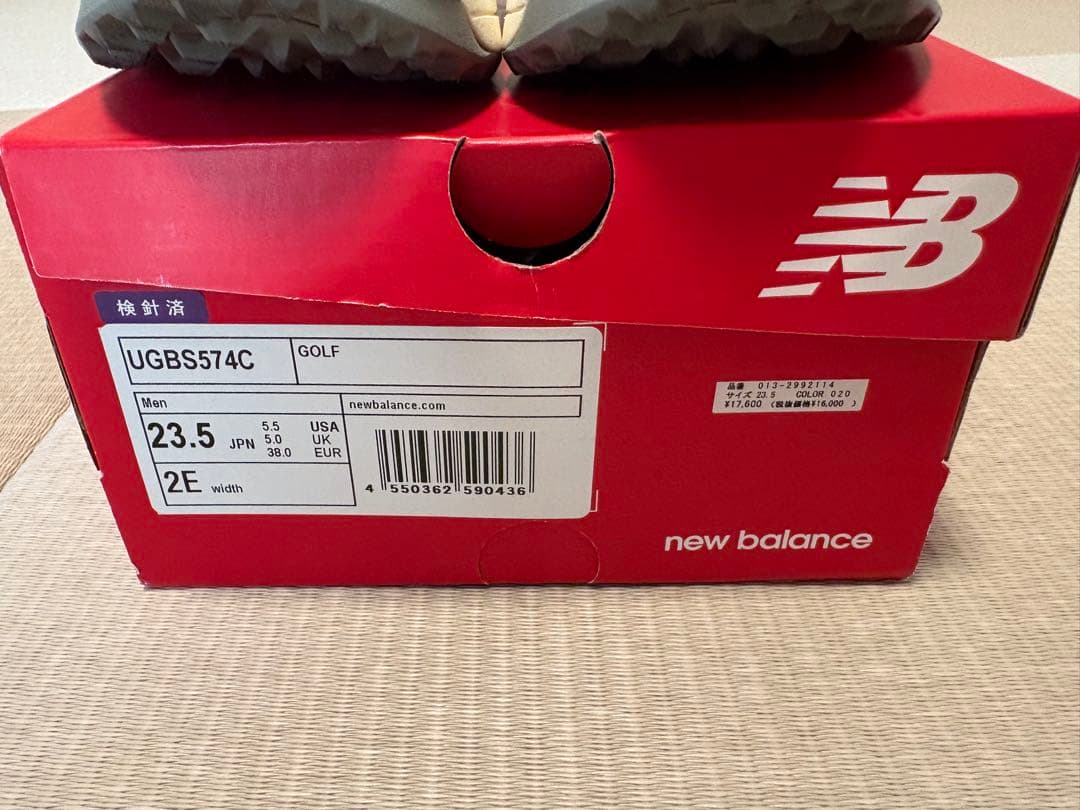 NB
検針済
UGBS574C
GOLF
Men
newbalance.com
23.5 JPN
5.5 USA
5.0 UK
38.0 EUR
2E width
4 550362 590436
品番 013-2992114
サイズ 23.5 COLOR 020
¥17,600 (税抜価格¥16,000 )
new balance